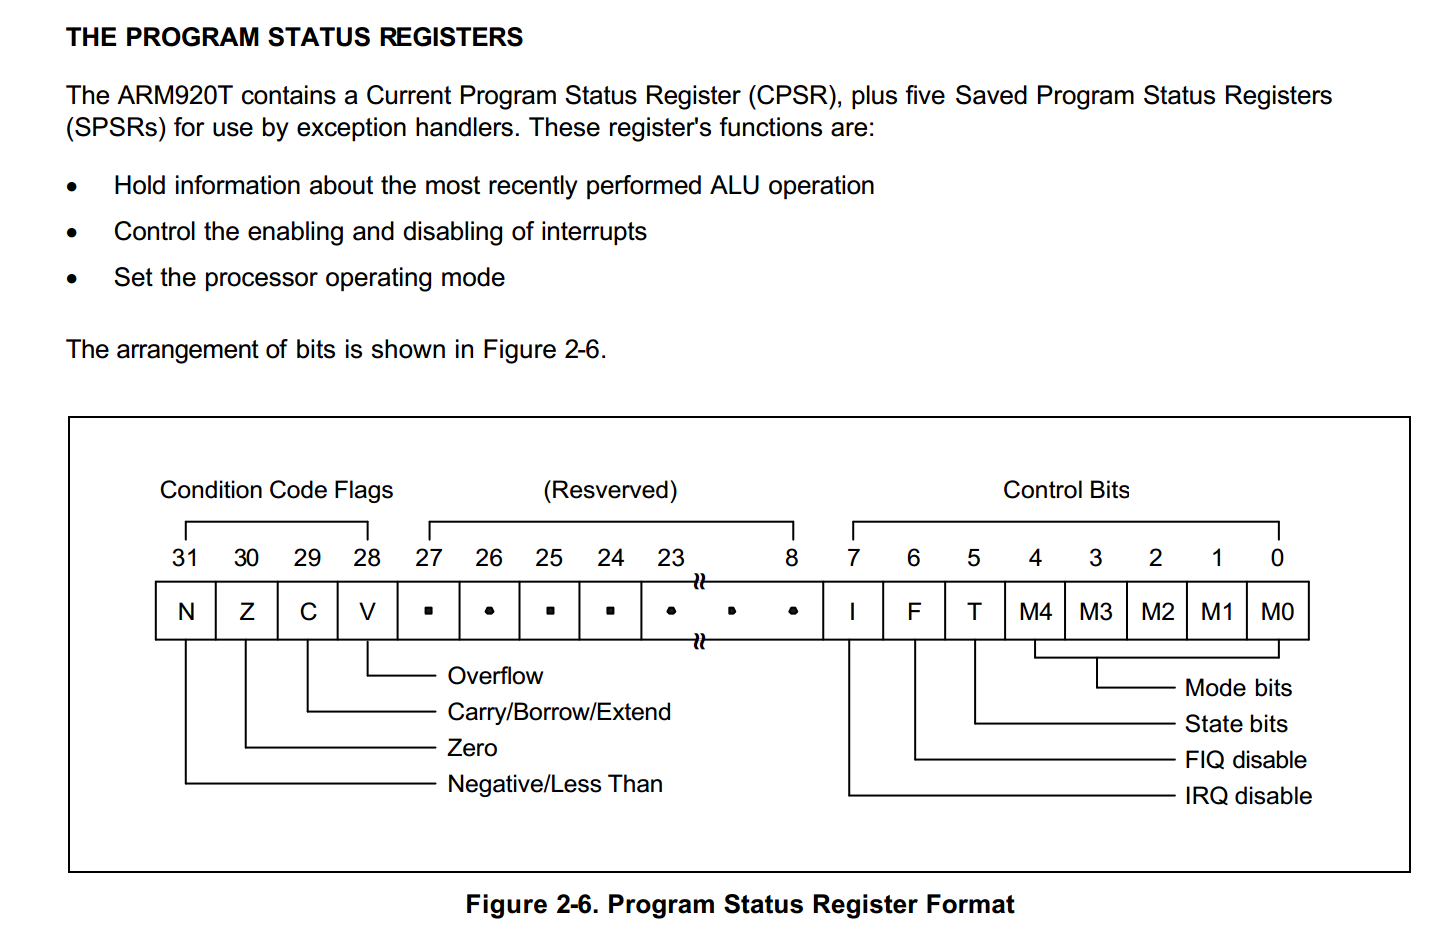 THE PROGRAM STATUS REGISTERS
The ARM920T contains a Current Program Status Register (CPSR), plus five Saved Program Status Registers
(SPSRs) for use by exception handlers. These register's functions are:
• Hold information about the most recently performed ALU operation
• Control the enabling and disabling of interrupts
• Set the processor operating mode
The arrangement of bits is shown in Figure 2-6.
Condition Code Flags (Resverved) Control Bits
31 30 29 28 27 26 25 24 23 8 7 6 5 4 3 2 1 0
N Z C V I F T M4 M3 M2 M1 M0
Overflow
Carry/Borrow/Extend
Zero
Negative/Less Than
Mode bits
State bits
FIQ disable
IRQ disable
Figure 2-6. Program Status Register Format